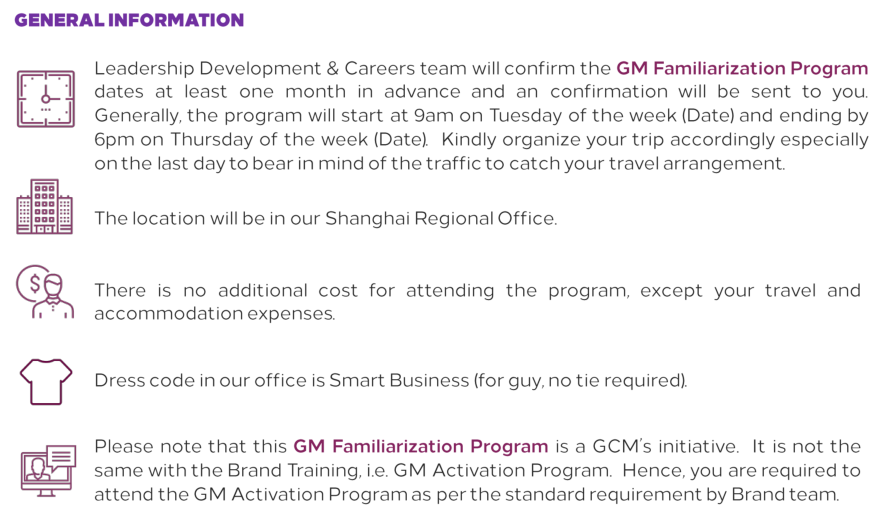 GENERAL INFORMATION
Leadership Development & Careers team will confirm the GM Familiarization Program
dates at least one month in advance and an confirmation will be sent to you.
Generally, the program will start at 9am on Tuesday of the week (Date) and ending by
6pm on Thursday of the week (Date). Kindly organize your trip accordingly especially
on the last day to bear in mind of the traffic to catch your travel arrangement.
The location will be in our Shanghai Regional Office.
$
There is no additional cost for attending the program, except your travel and
accommodation expenses.
Dress code in our office is Smart Business (for guy, no tie required).
Please note that this GM Familiarization Program is a GCM's initiative. It is not the
same with the Brand Training, i.e. GM Activation Program. Hence, you are required to
attend the GM Activation Program as per the standard requirement by Brand team.